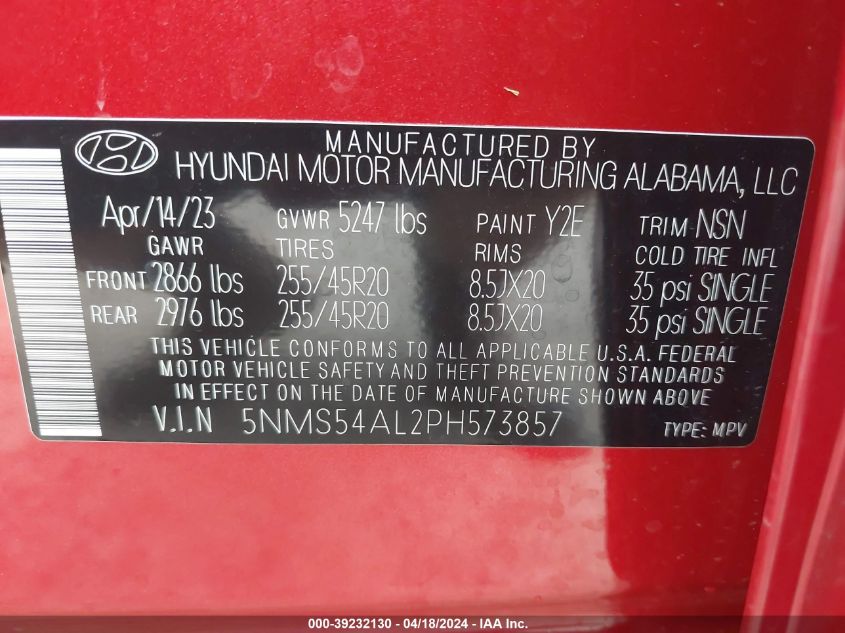 MANUFACTURED BY
HYUNDAI MOTOR MANUFACTURING ALABAMA, LLC
Apr/14/23 GVWR 5247 lbs PAINT Y2E TRIM-NSN
GAWR TIRES RIMS COLD TIRE INFL
FRONT 2866 lbs 255/45R20 8.5JX20 35 psi SINGLE
REAR 2976 lbs 255/45R20 8.5JX20 35 psi SINGLE
THIS VEHICLE CONFORMS TO ALL APPLICABLE U.S.A. FEDERAL
MOTOR VEHICLE SAFETY AND THEFT PREVENTION STANDARDS
IN EFFECT ON THE DATE OF MANUFACTURE SHOWN ABOVE
V.I.N 5NMS54AL2PH573857 TYPE: MPV
000-39232130 - 04/18/2024 - IAA Inc.